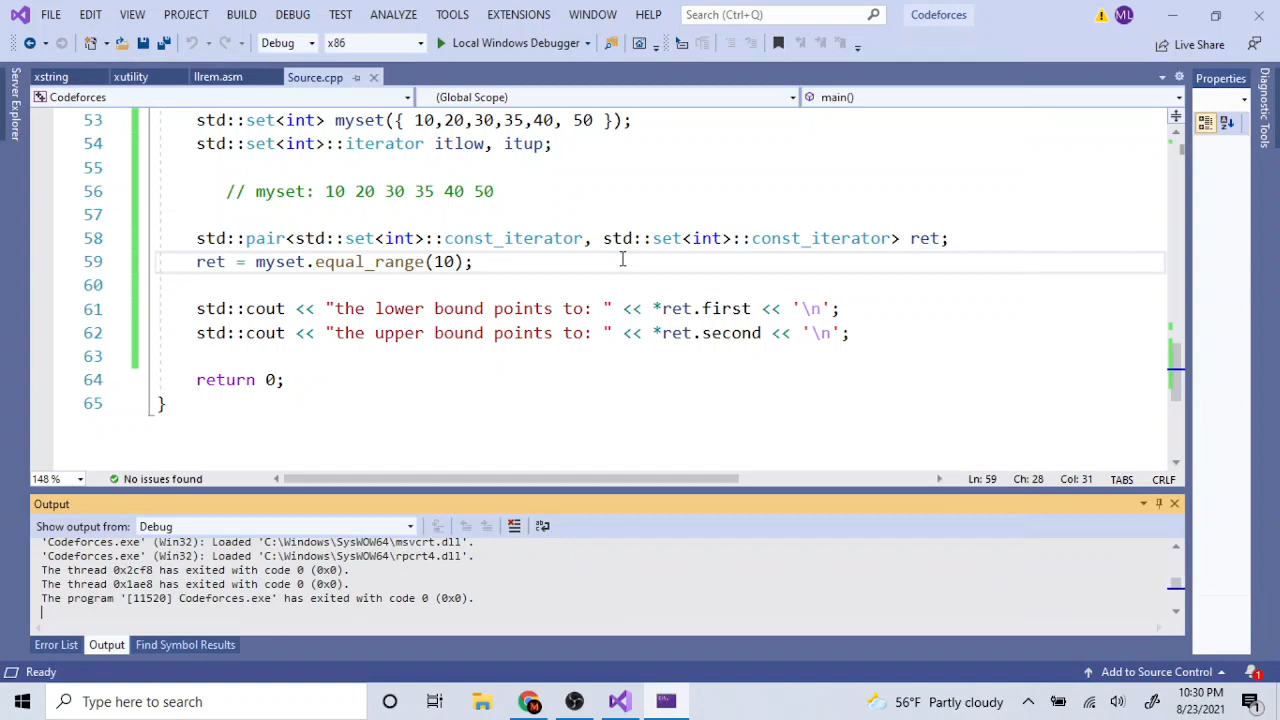 FILE EDIT VIEW PROJECT BUILD DEBUG TEST ANALYZE TOOLS EXTENSIONS WINDOW HELP Search (Ctrl+Q) Codeforces ML
Debug x86 Local Windows Debugger Live Share
xstring xutility llrem.asm Source.cpp Properties
Codeforces (Global Scope) main()
Server Explorer
Diagnostic Tools
53 std::set<int> myset({ 10,20,30,35,40, 50 });
54 std::set<int>::iterator itlow, itup;
55
56 // myset: 10 20 30 35 40 50
57
58 std::pair<std::set<int>::const_iterator, std::set<int>::const_iterator> ret;
59 ret = myset.equal_range(10);
60
61 std::cout << "the lower bound points to: " << *ret.first << '\n';
62 std::cout << "the upper bound points to: " << *ret.second << '\n';
63
64 return 0;
65 }
148 % No issues found Ln: 59 Ch: 28 Col: 31 TABS CRLF
Output
Show output from: Debug
'Codeforces.exe' (Win32): Loaded 'C:\Windows\SysWOW64\msvcrt.dll'.
'Codeforces.exe' (Win32): Loaded 'C:\Windows\SysWOW64\rpcrt4.dll'.
The thread 0x2cf8 has exited with code 0 (0x0).
The thread 0x1ae8 has exited with code 0 (0x0).
The program '[11520] Codeforces.exe' has exited with code 0 (0x0).
Error List Output Find Symbol Results
Ready Add to Source Control 1
Type here to search 56°F Partly cloudy 10:30 PM
8/23/2021 1